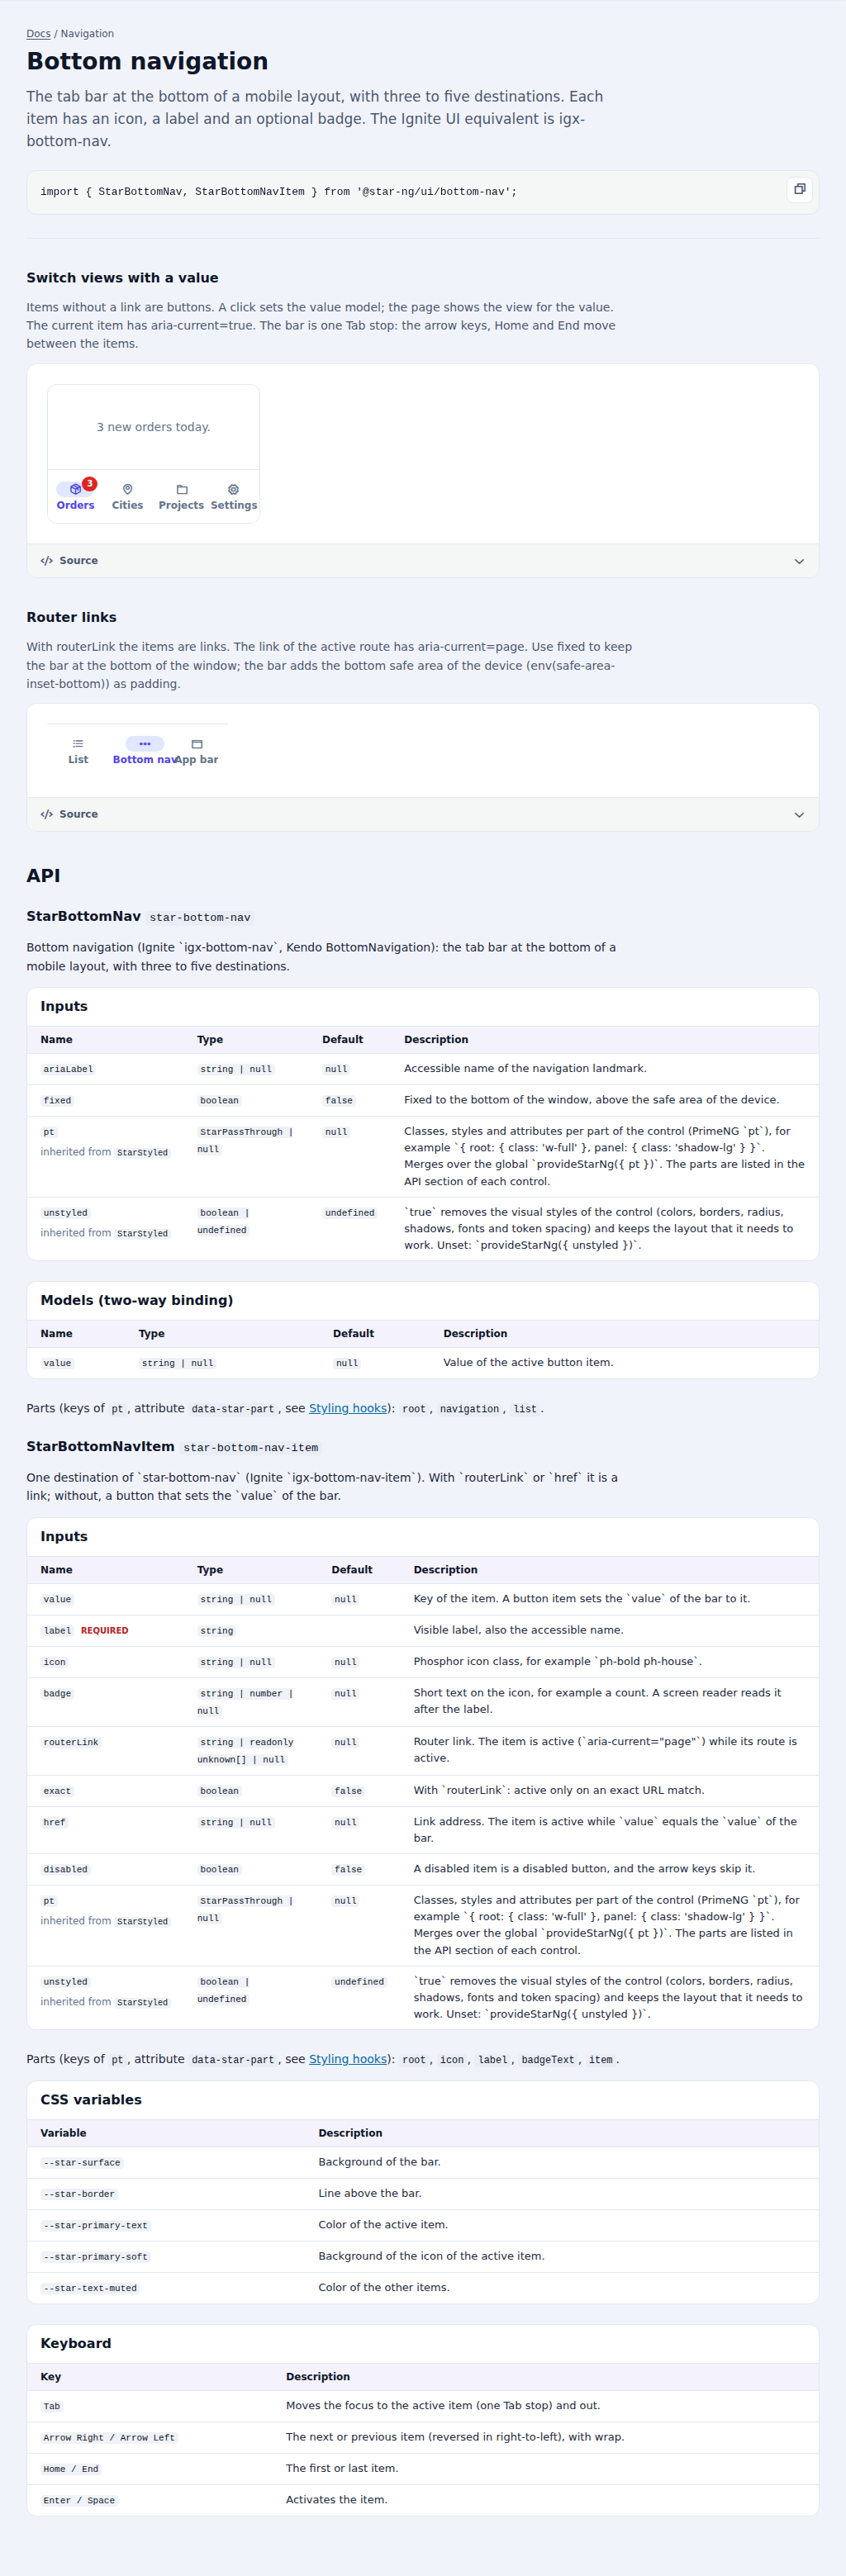 Docs / Navigation
Bottom navigation
The tab bar at the bottom of a mobile layout, with three to five destinations. Each
item has an icon, a label and an optional badge. The Ignite UI equivalent is igx-
bottom-nav.
import { StarBottomNav, StarBottomNavItem } from '@star-ng/ui/bottom-nav';
Switch views with a value
Items without a link are buttons. A click sets the value model; the page shows the view for the value.
The current item has aria-current=true. The bar is one Tab stop: the arrow keys, Home and End move
between the items.
3 new orders today.
3
Orders Cities Projects Settings
Source
Router links
With routerLink the items are links. The link of the active route has aria-current=page. Use fixed to keep
the bar at the bottom of the window; the bar adds the bottom safe area of the device (env(safe-area-
inset-bottom)) as padding.
List Bottom nav App bar
Source
API
StarBottomNav star-bottom-nav
Bottom navigation (Ignite `igx-bottom-nav`, Kendo BottomNavigation): the tab bar at the bottom of a
mobile layout, with three to five destinations.
Inputs
Name Type Default Description
ariaLabel string | null null Accessible name of the navigation landmark.
fixed boolean false Fixed to the bottom of the window, above the safe area of the device.
pt StarPassThrough | null Classes, styles and attributes per part of the control (PrimeNG `pt`), for
inherited from StarStyled null example `{ root: { class: 'w-full' }, panel: { class: 'shadow-lg' } }`.
Merges over the global `provideStarNg({ pt })`. The parts are listed in the
API section of each control.
unstyled boolean | undefined `true` removes the visual styles of the control (colors, borders, radius,
inherited from StarStyled undefined shadows, fonts and token spacing) and keeps the layout that it needs to
work. Unset: `provideStarNg({ unstyled })`.
Models (two-way binding)
Name Type Default Description
value string | null null Value of the active button item.
Parts (keys of pt, attribute data-star-part, see Styling hooks): root, navigation, list.
StarBottomNavItem star-bottom-nav-item
One destination of `star-bottom-nav` (Ignite `igx-bottom-nav-item`). With `routerLink` or `href` it is a
link; without, a button that sets the `value` of the bar.
Inputs
Name Type Default Description
value string | null null Key of the item. A button item sets the `value` of the bar to it.
label REQUIRED string Visible label, also the accessible name.
icon string | null null Phosphor icon class, for example `ph-bold ph-house`.
badge string | number | null Short text on the icon, for example a count. A screen reader reads it
null after the label.
routerLink string | readonly null Router link. The item is active (`aria-current="page"`) while its route is
unknown[] | null active.
exact boolean false With `routerLink`: active only on an exact URL match.
href string | null null Link address. The item is active while `value` equals the `value` of the
bar.
disabled boolean false A disabled item is a disabled button, and the arrow keys skip it.
pt StarPassThrough | null Classes, styles and attributes per part of the control (PrimeNG `pt`), for
inherited from StarStyled null example `{ root: { class: 'w-full' }, panel: { class: 'shadow-lg' } }`.
Merges over the global `provideStarNg({ pt })`. The parts are listed in
the API section of each control.
unstyled boolean | undefined `true` removes the visual styles of the control (colors, borders, radius,
inherited from StarStyled undefined shadows, fonts and token spacing) and keeps the layout that it needs to
work. Unset: `provideStarNg({ unstyled })`.
Parts (keys of pt, attribute data-star-part, see Styling hooks): root, icon, label, badgeText, item.
CSS variables
Variable Description
--star-surface Background of the bar.
--star-border Line above the bar.
--star-primary-text Color of the active item.
--star-primary-soft Background of the icon of the active item.
--star-text-muted Color of the other items.
Keyboard
Key Description
Tab Moves the focus to the active item (one Tab stop) and out.
Arrow Right / Arrow Left The next or previous item (reversed in right-to-left), with wrap.
Home / End The first or last item.
Enter / Space Activates the item.